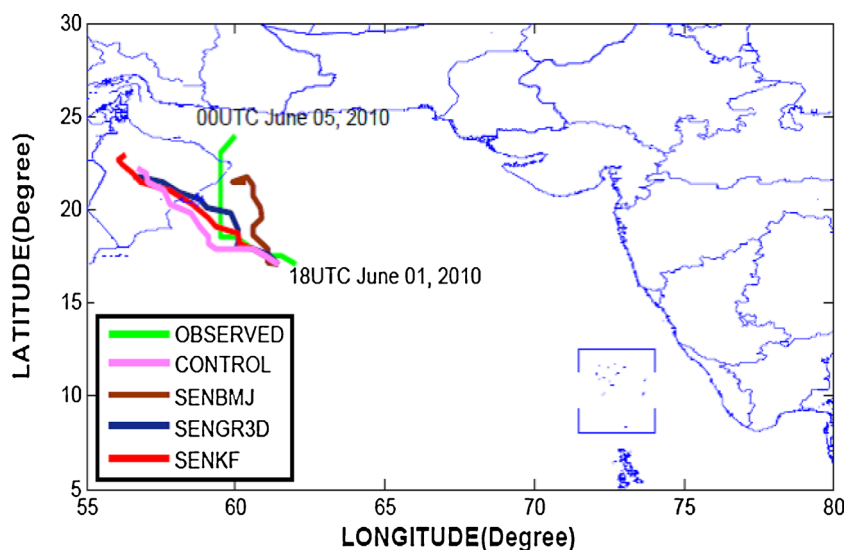 30
25
20
15
10
5
LATITUDE(Degree)
00UTC June 05, 2010
18UTC June 01, 2010
OBSERVED
CONTROL
SENBMJ
SENGR3D
SENKF
55 60 65 70 75 80
LONGITUDE(Degree)